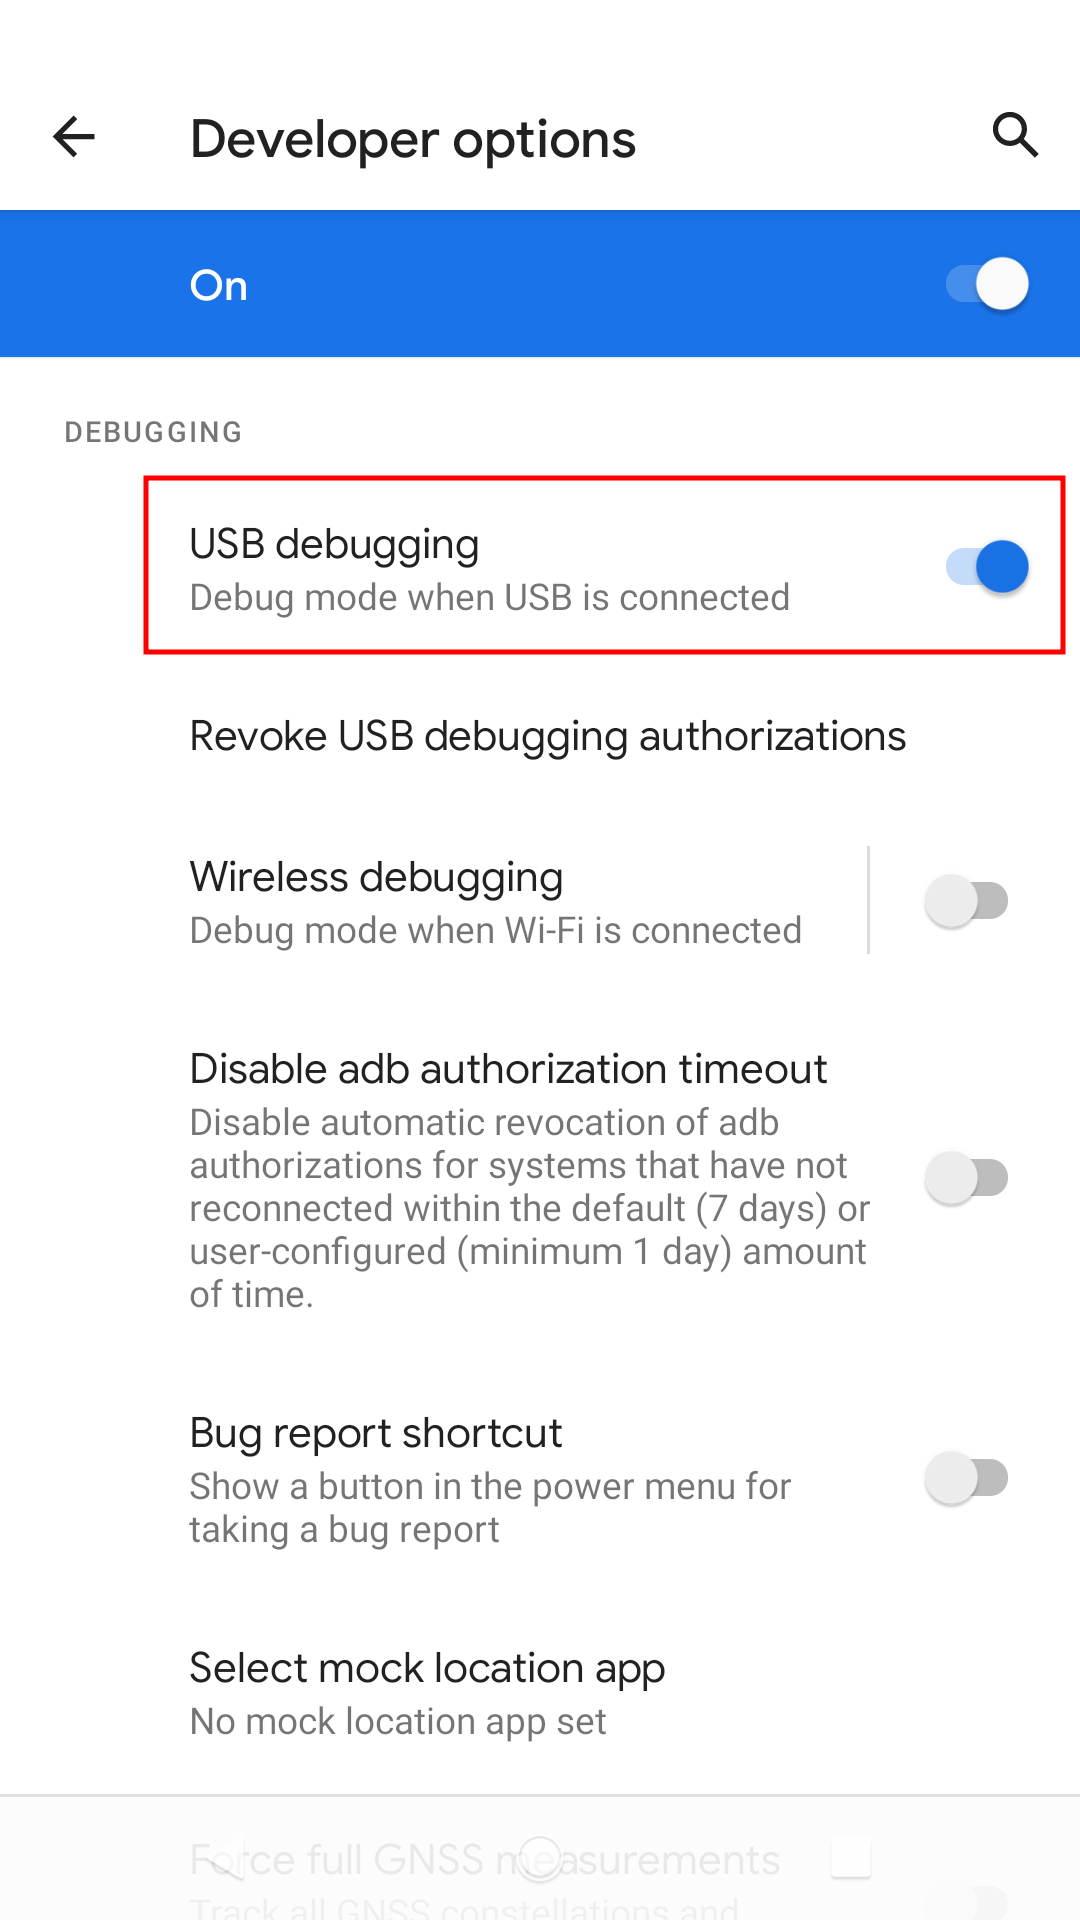 Developer options
On
DEBUGGING
USB debugging
Debug mode when USB is connected
Revoke USB debugging authorizations
Wireless debugging
Debug mode when Wi-Fi is connected
Disable adb authorization timeout
Disable automatic revocation of adb
authorizations for systems that have not
reconnected within the default (7 days) or
user-configured (minimum 1 day) amount
of time.
Bug report shortcut
Show a button in the power menu for
taking a bug report
Select mock location app
No mock location app set
Force full GNSS measurements
Track all GNSS constellations and